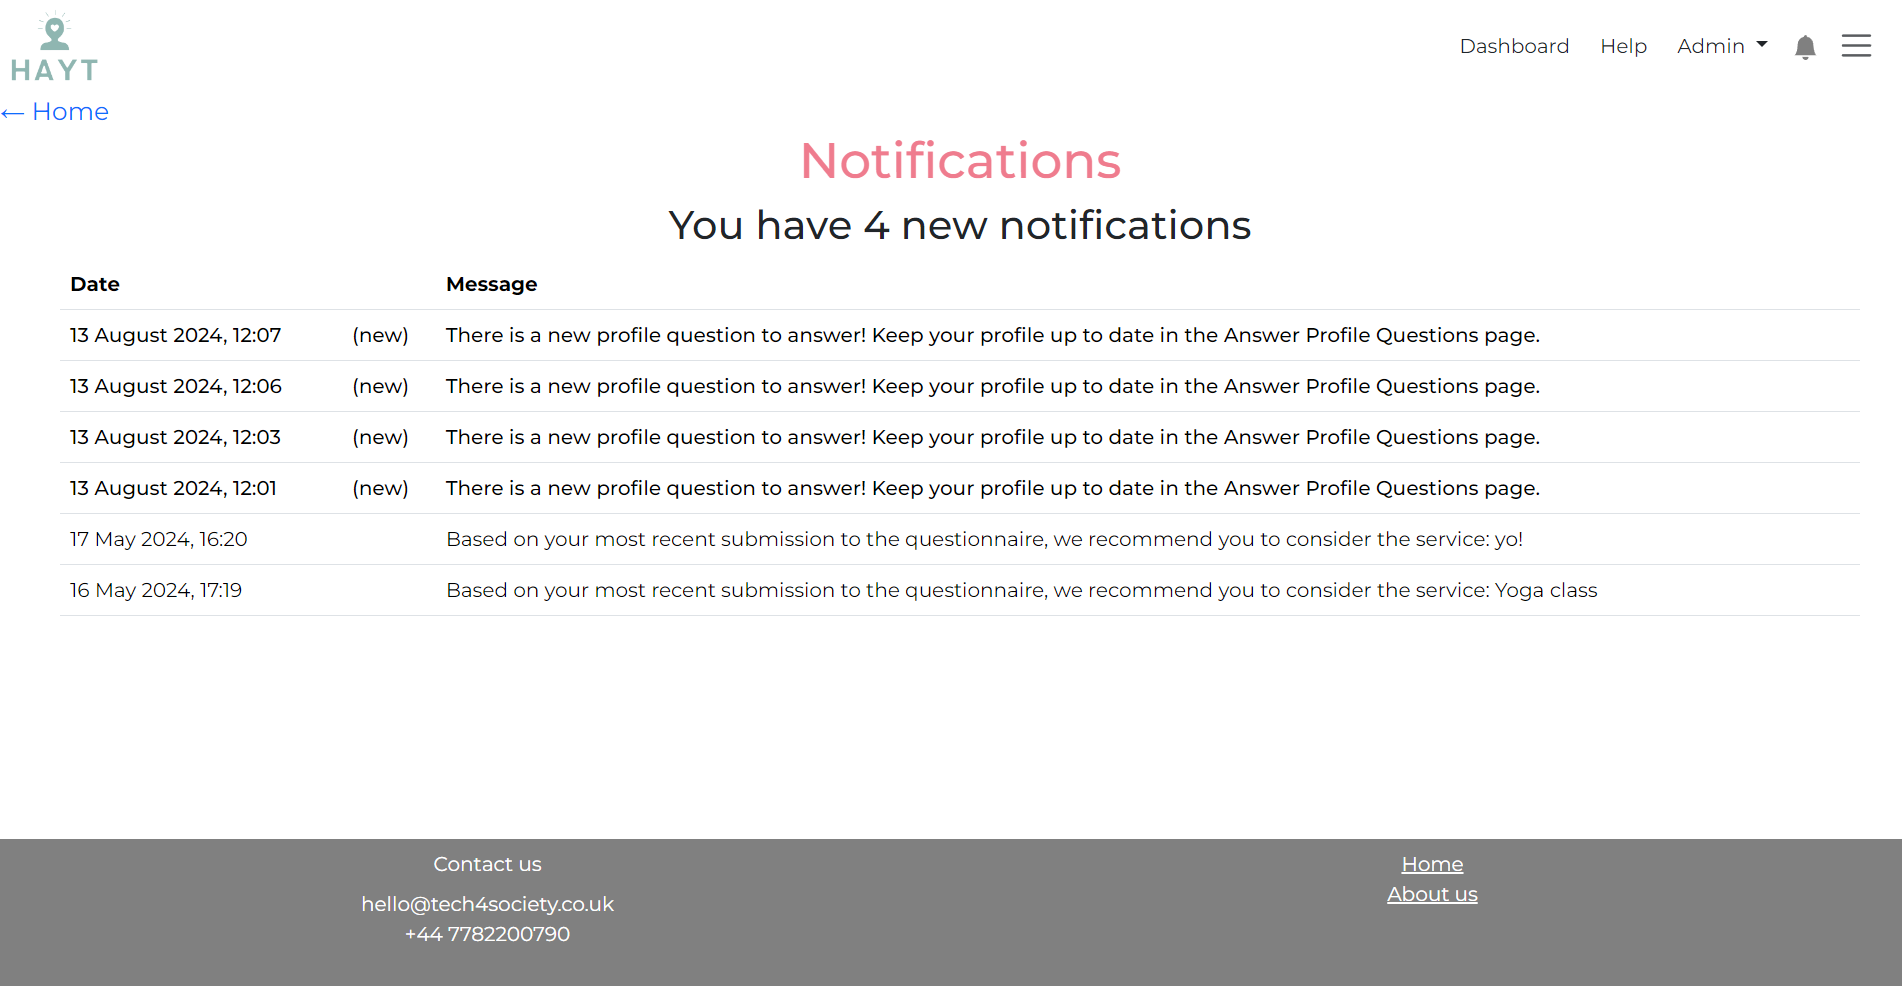 HAYT
Dashboard Help Admin
← Home
Notifications
You have 4 new notifications
Date Message
13 August 2024, 12:07 (new) There is a new profile question to answer! Keep your profile up to date in the Answer Profile Questions page.
13 August 2024, 12:06 (new) There is a new profile question to answer! Keep your profile up to date in the Answer Profile Questions page.
13 August 2024, 12:03 (new) There is a new profile question to answer! Keep your profile up to date in the Answer Profile Questions page.
13 August 2024, 12:01 (new) There is a new profile question to answer! Keep your profile up to date in the Answer Profile Questions page.
17 May 2024, 16:20 Based on your most recent submission to the questionnaire, we recommend you to consider the service: yo!
16 May 2024, 17:19 Based on your most recent submission to the questionnaire, we recommend you to consider the service: Yoga class
Contact us
hello@tech4society.co.uk
+44 7782200790
Home
About us